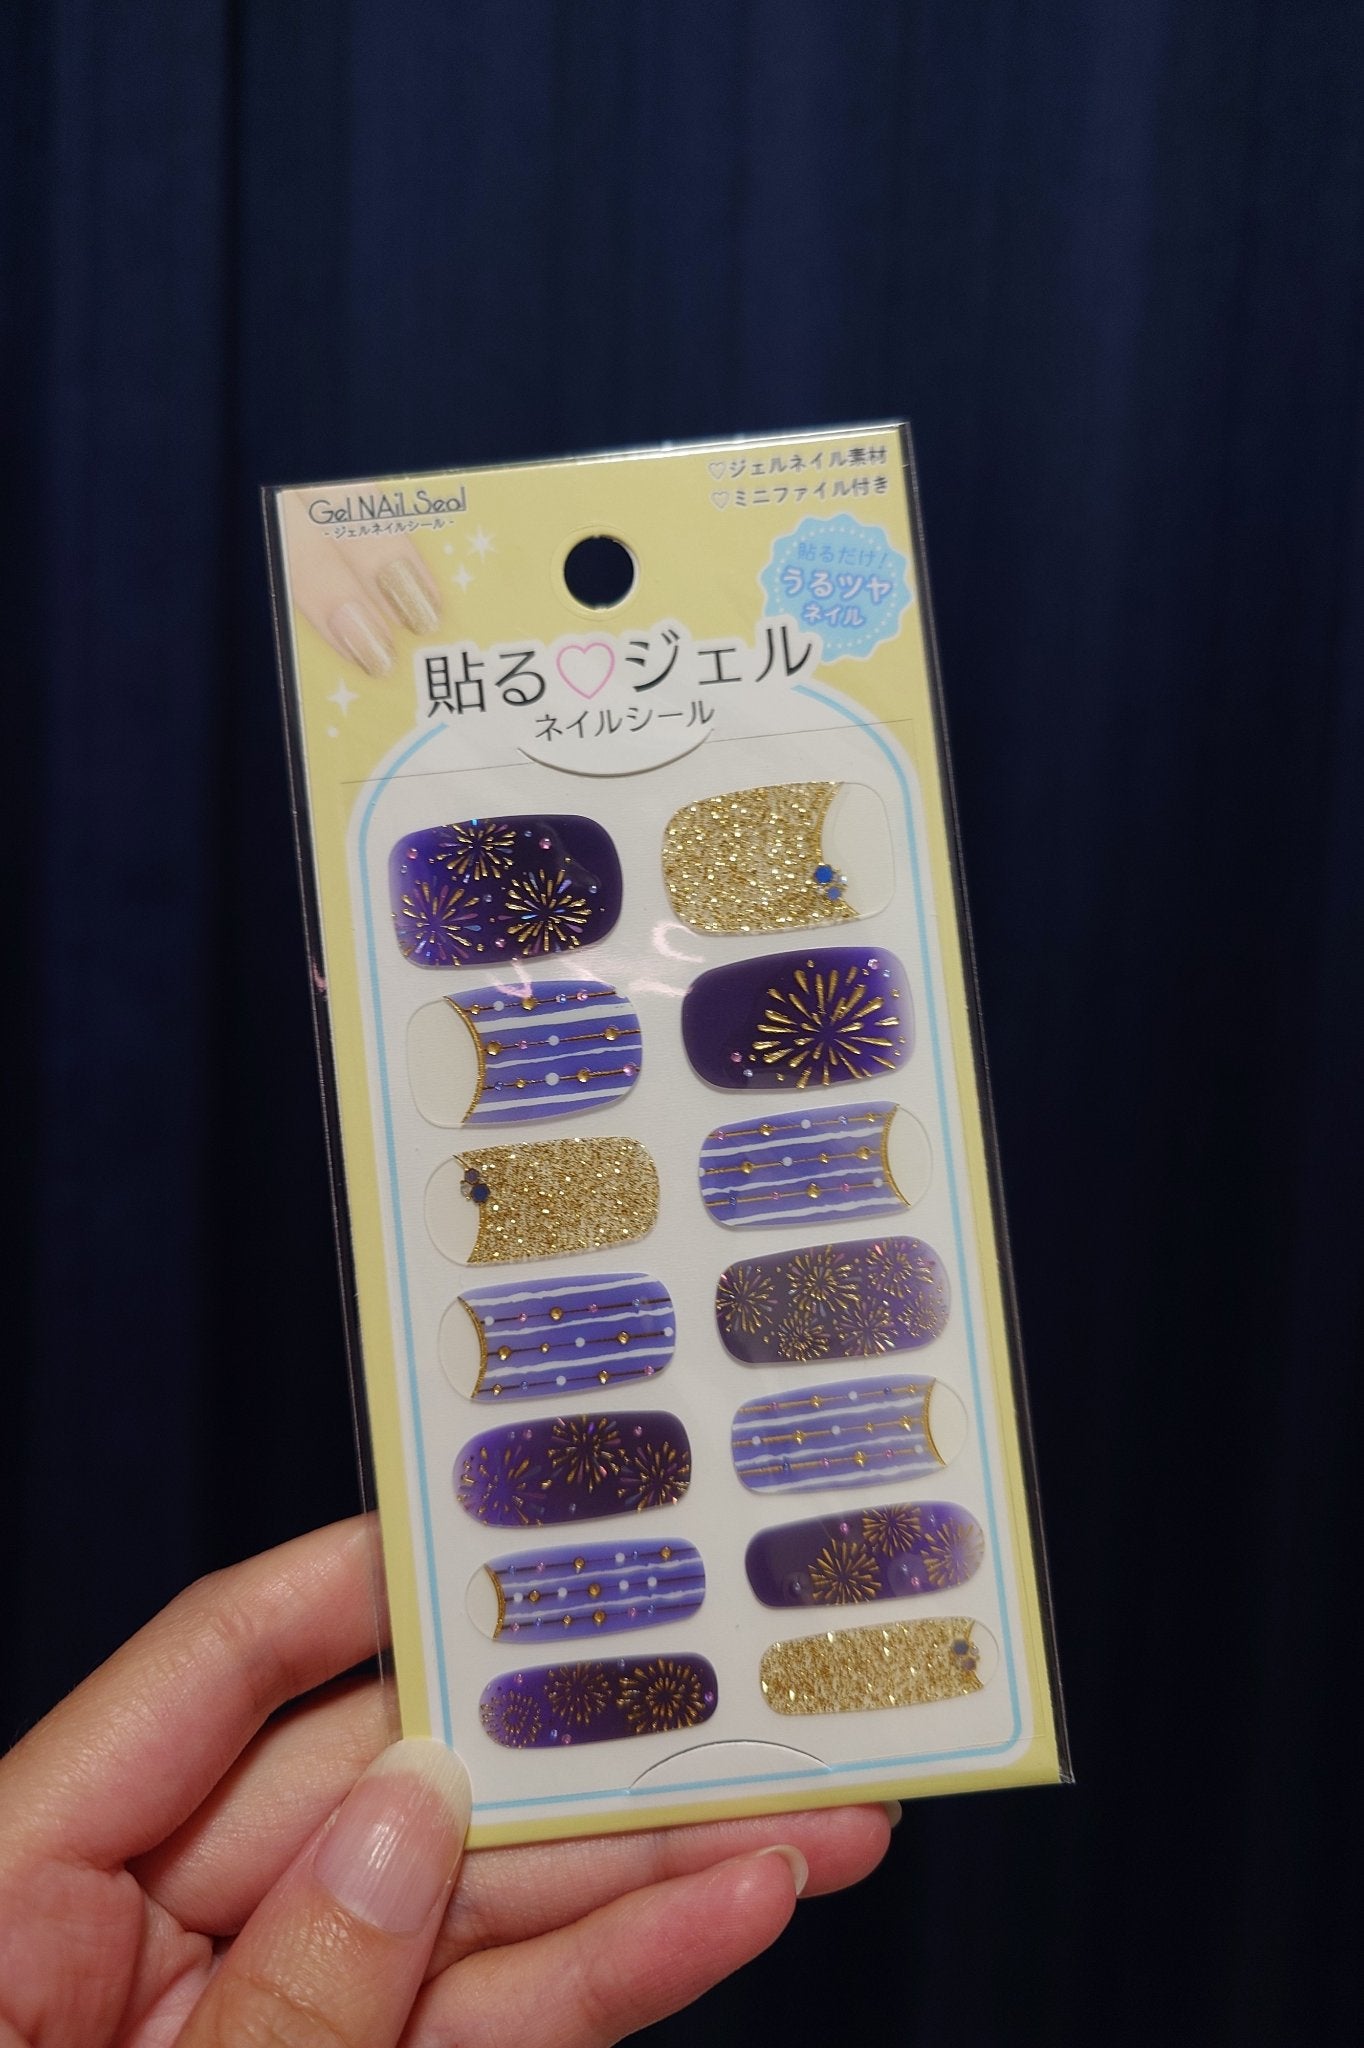 Gel NAiL Seal
- ジェルネイルシール -
♡ジェルネイル素材
♡ミニファイル付き
貼るだけ!
うるツヤ
ネイル
貼る♡ジェル
ネイルシール